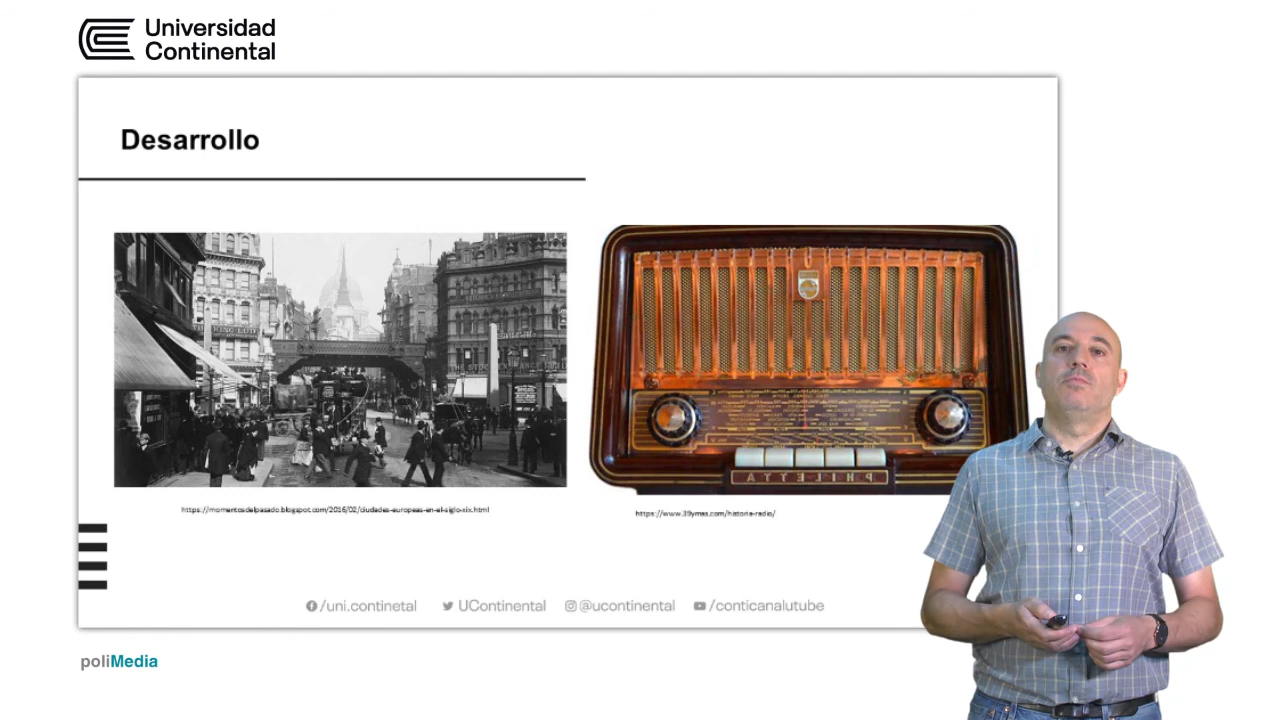 Universidad
Continental
Desarrollo
PHILETTA
https://momentosdelpasado.blogspot.com/2016/02/ciudades-europeas-en-el-siglo-xix.html
https://www.39ymas.com/historia-radio/
/uni.continetal
UContinental
@ucontinental
/conticanalutube
poliMedia